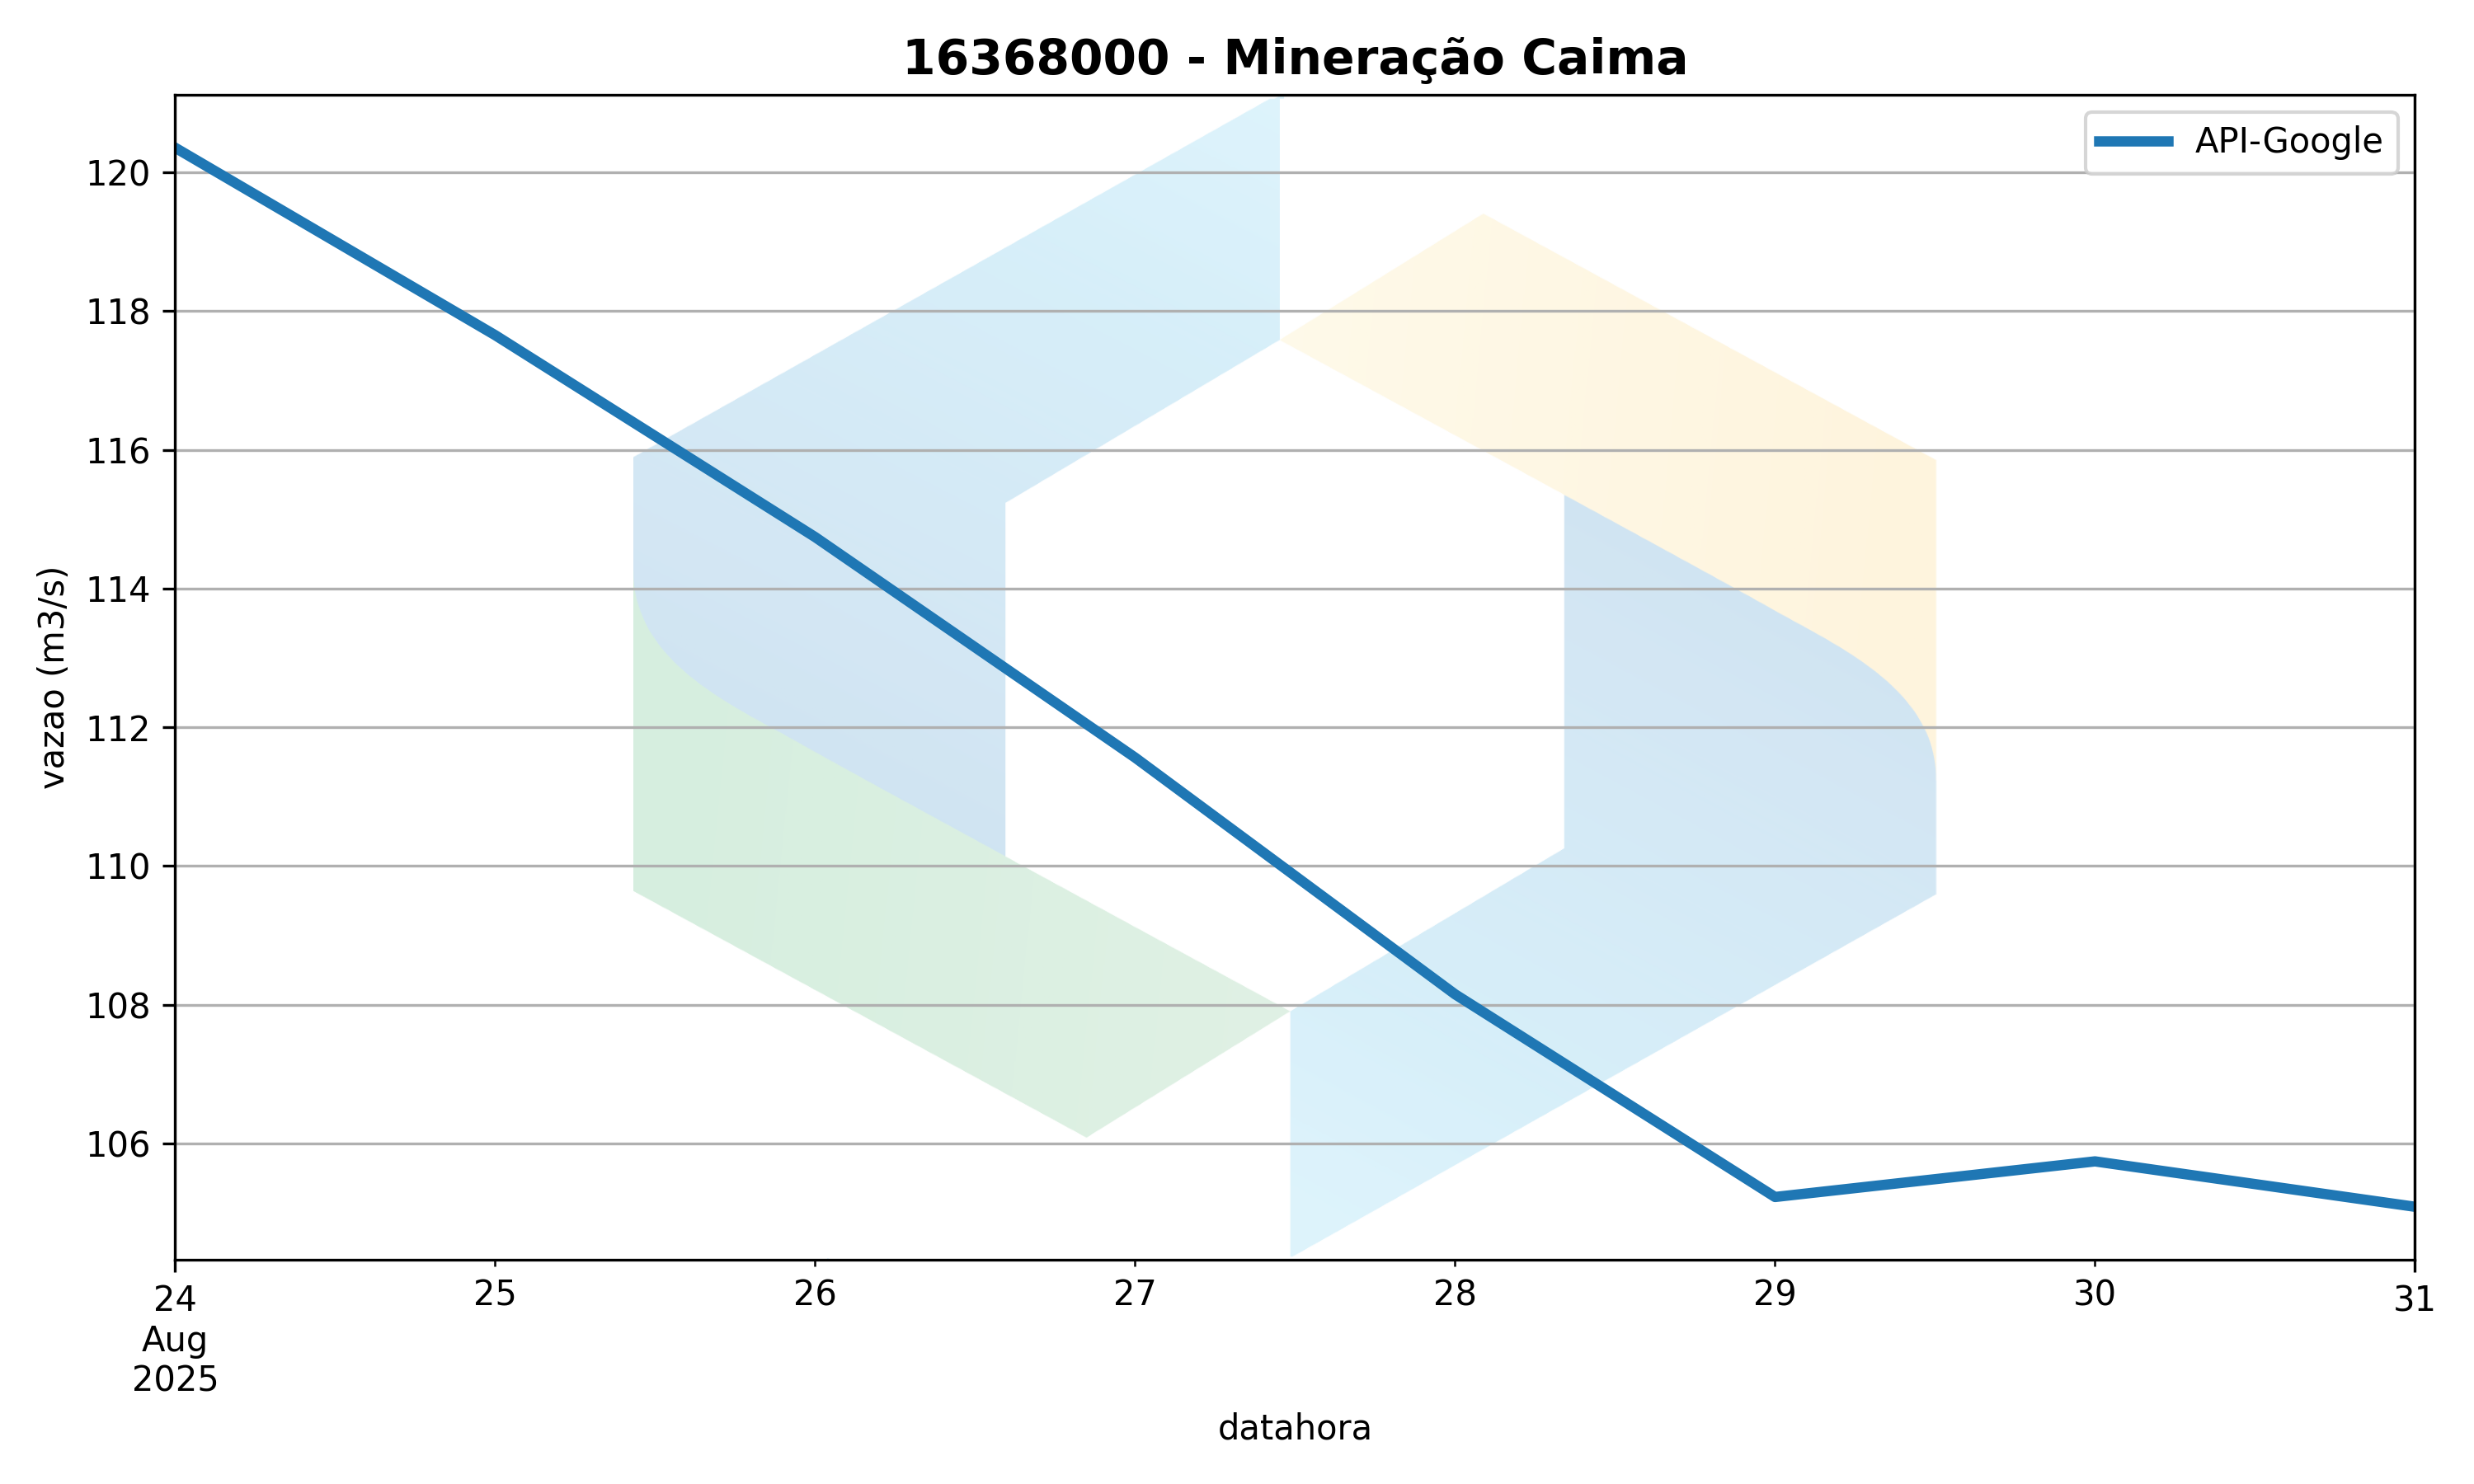 16368000 - Mineração Caima
API-Google
120
118
116
114
112
110
108
106
vazao (m3/s)
24 25 26 27 28 29 30 31
Aug
2025
datahora